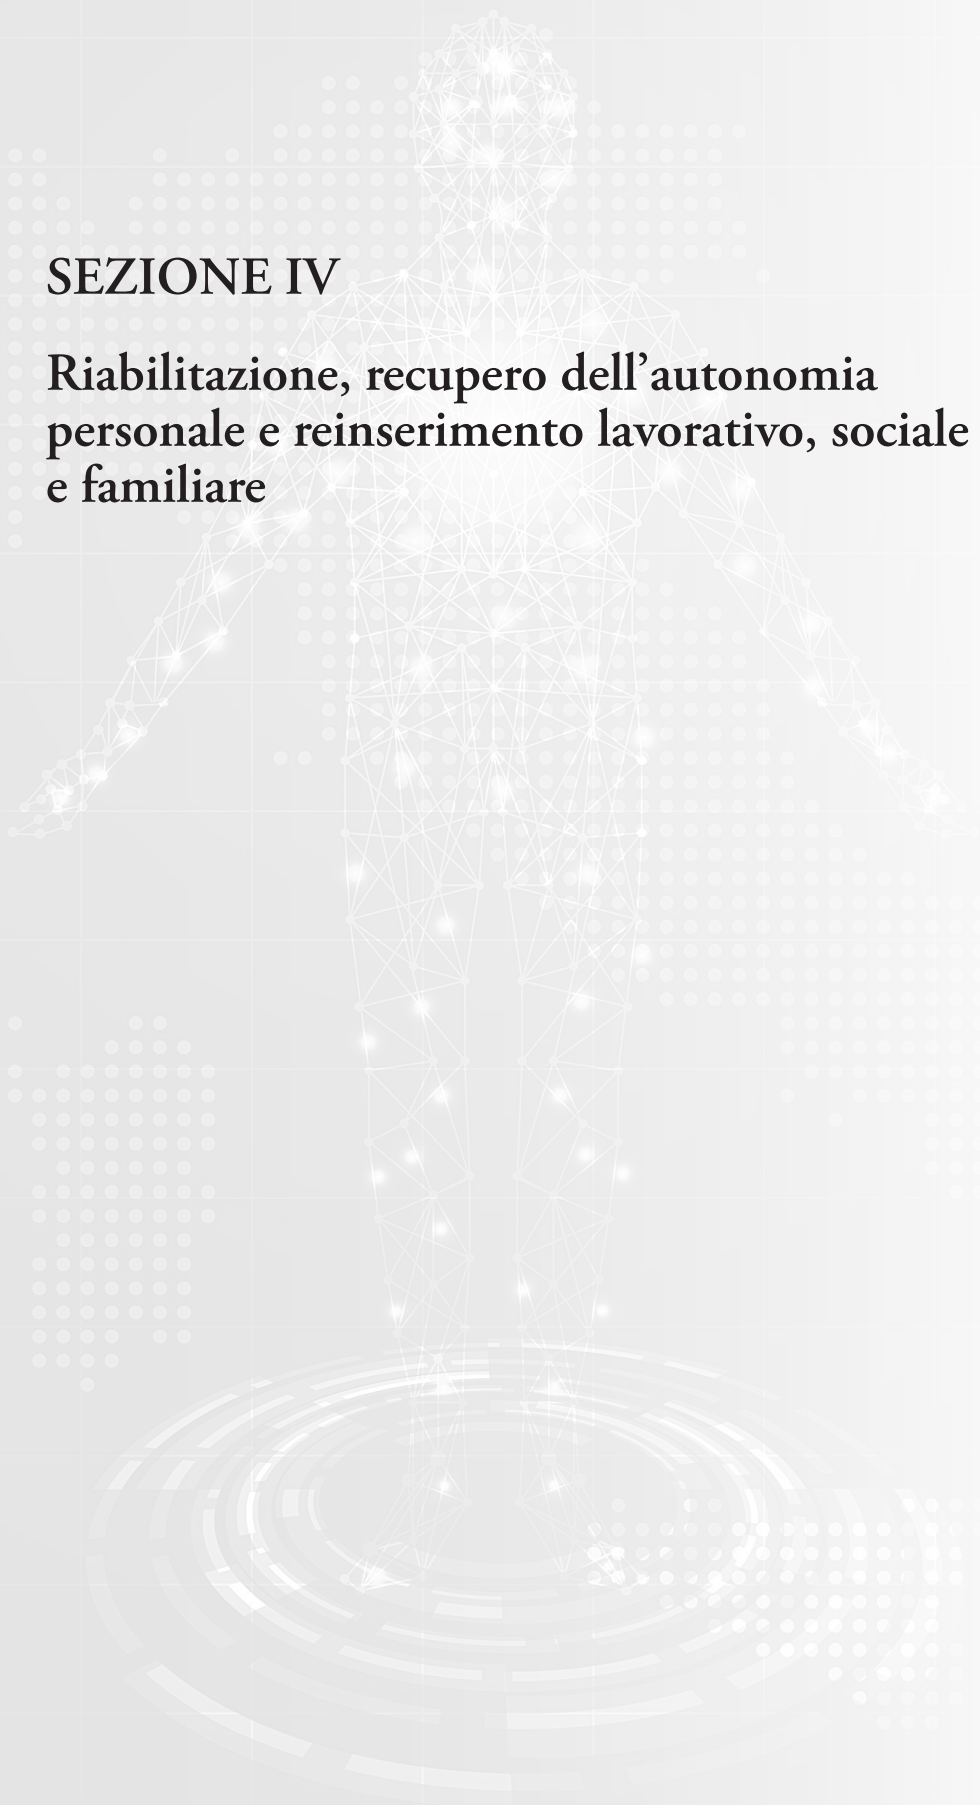 SEZIONE IV
Riabilitazione, recupero dell’autonomia
personale e reinserimento lavorativo, sociale
e familiare